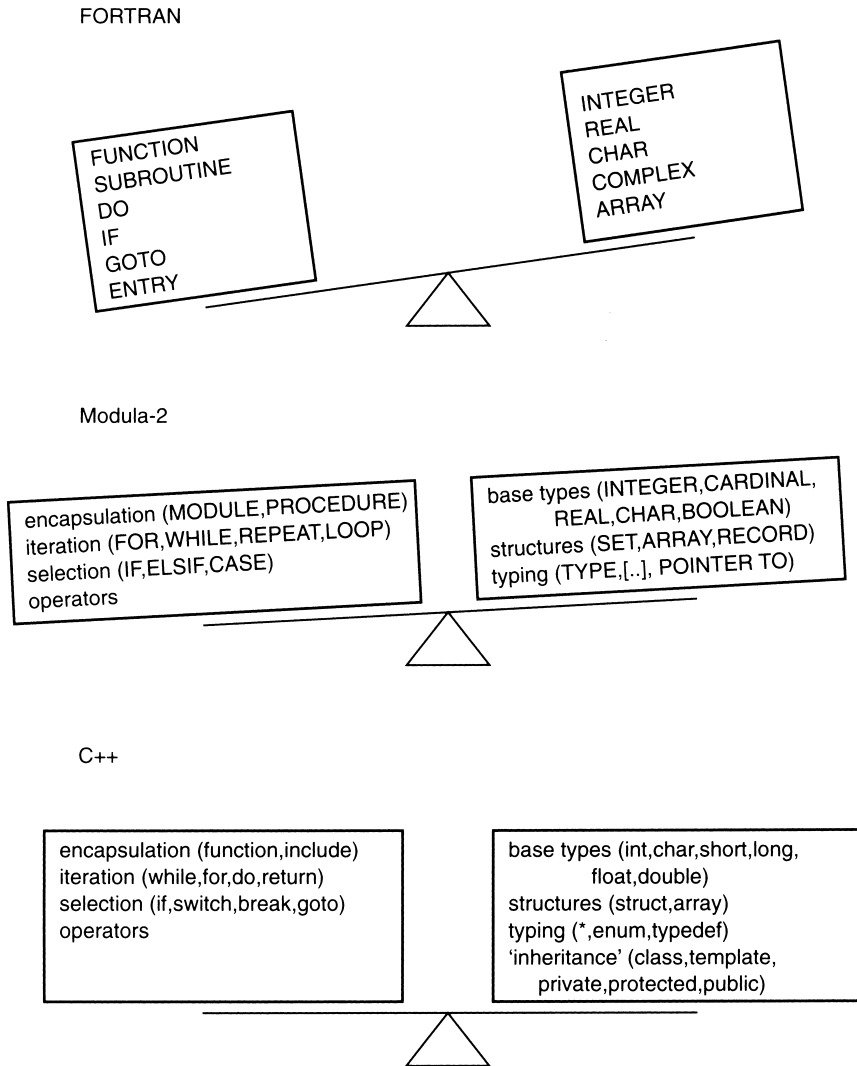 FORTRAN
FUNCTION
SUBROUTINE
DO
IF
GOTO
ENTRY
INTEGER
REAL
CHAR
COMPLEX
ARRAY
Modula-2
encapsulation (MODULE,PROCEDURE)
iteration (FOR,WHILE,REPEAT,LOOP)
selection (IF,ELSIF,CASE)
operators
base types (INTEGER,CARDINAL,
REAL,CHAR,BOOLEAN)
structures (SET,ARRAY,RECORD)
typing (TYPE,[..], POINTER TO)
C++
encapsulation (function,include)
iteration (while,for,do,return)
selection (if,switch,break,goto)
operators
base types (int,char,short,long,
float,double)
structures (struct,array)
typing (*,enum,typedef)
‘inheritance’ (class,template,
private,protected,public)